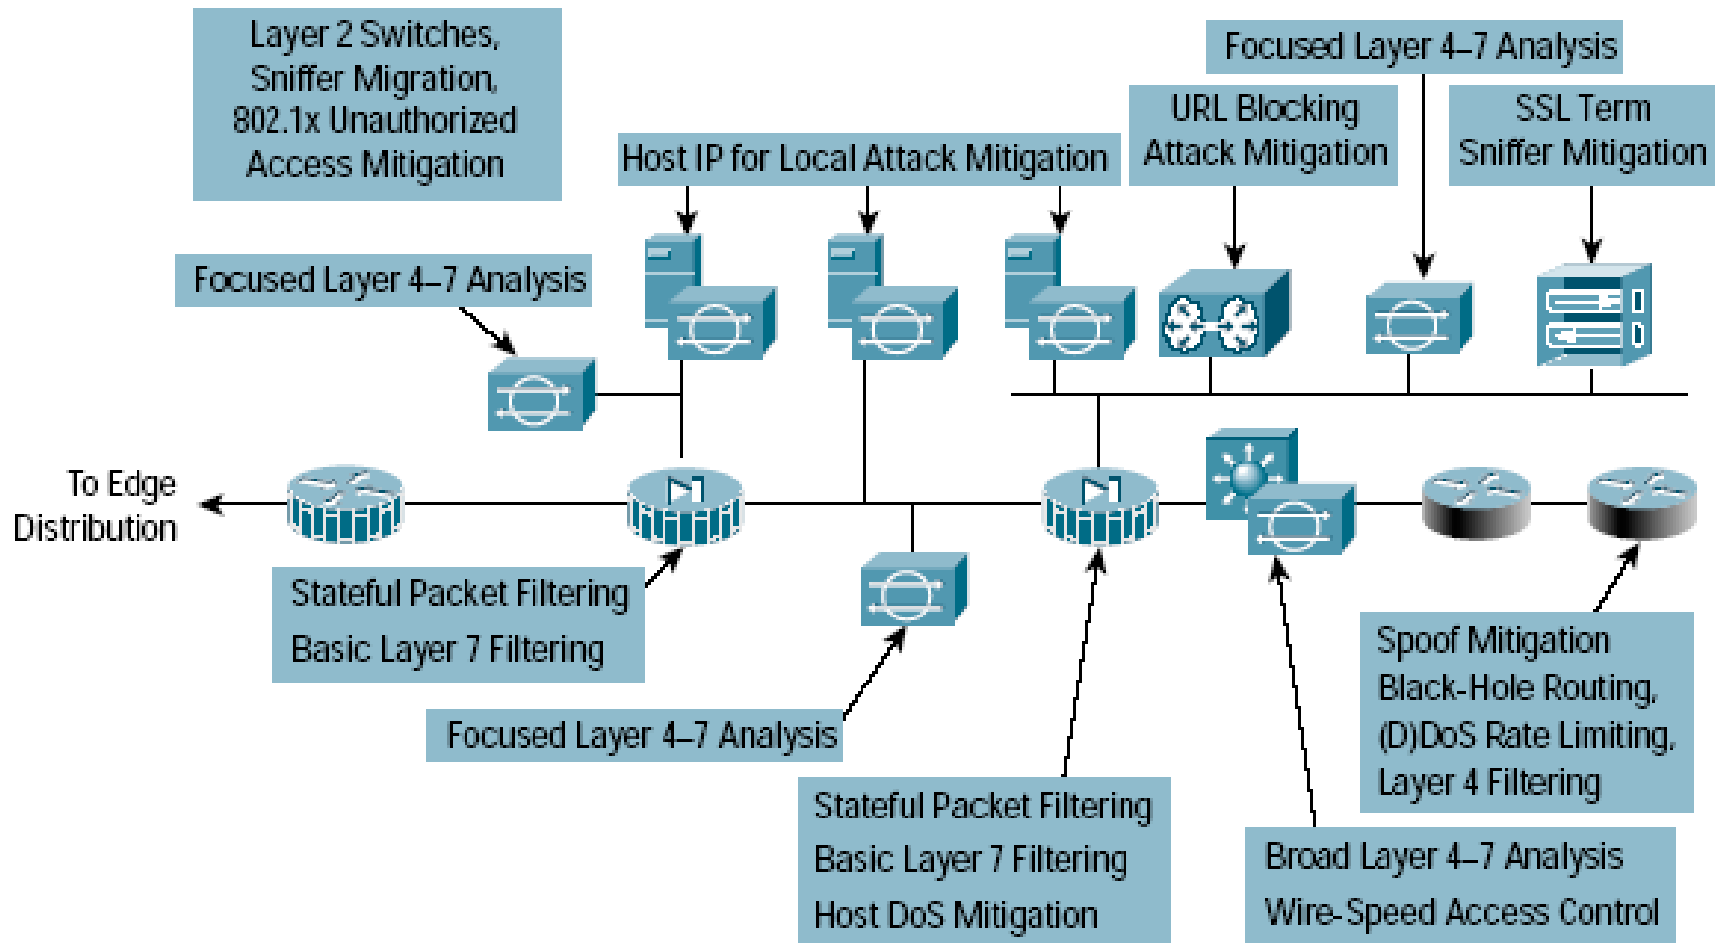 Layer 2 Switches,
Sniffer Migration,
802.1x Unauthorized
Access Mitigation
Focused Layer 4–7 Analysis
URL Blocking
Attack Mitigation
SSL Term
Sniffer Mitigation
Host IP for Local Attack Mitigation
Focused Layer 4–7 Analysis
To Edge
Distribution
Stateful Packet Filtering
Basic Layer 7 Filtering
Focused Layer 4–7 Analysis
Stateful Packet Filtering
Basic Layer 7 Filtering
Host DoS Mitigation
Spoof Mitigation
Black-Hole Routing,
(D)DoS Rate Limiting,
Layer 4 Filtering
Broad Layer 4–7 Analysis
Wire-Speed Access Control